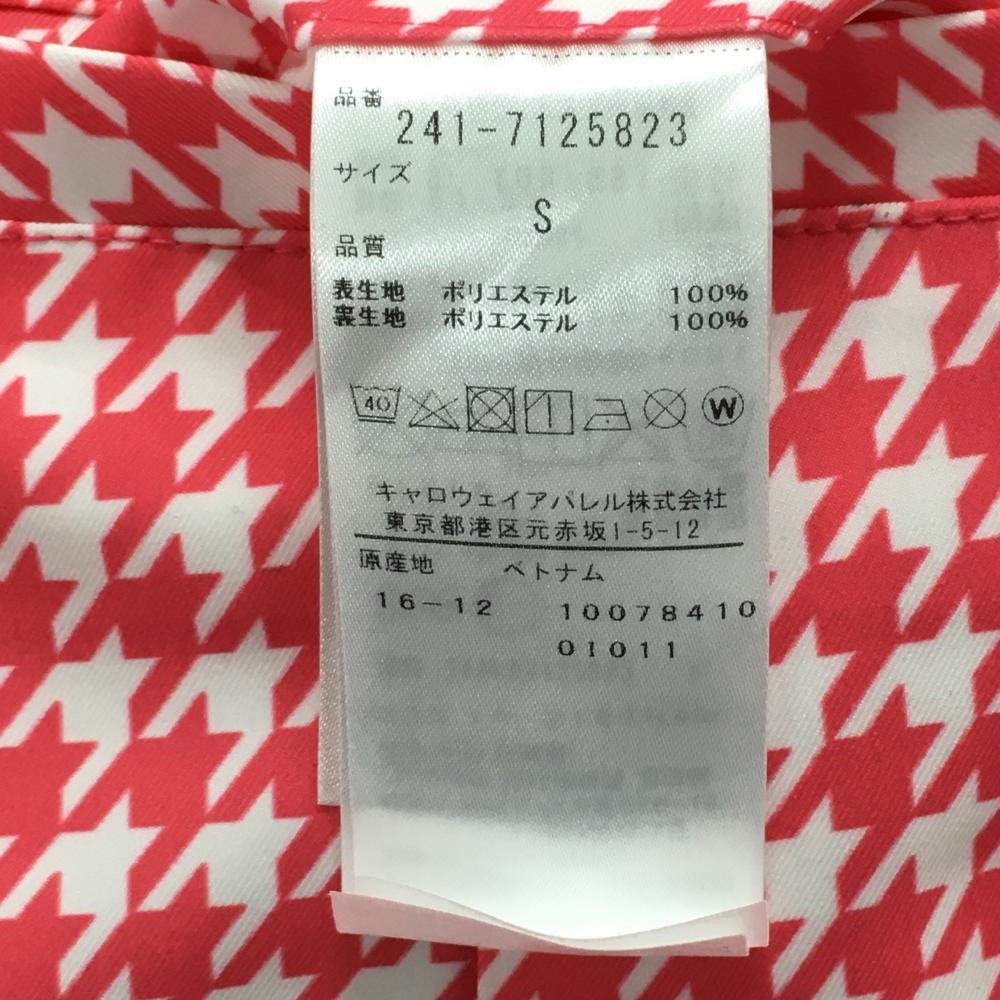 品番
241-7125823
サイズ
S
品質
表生地 ポリエステル 100%
裏生地 ポリエステル 100%
40 W
キャロウェイアパレル株式会社
東京都港区元赤坂1-5-12
原産地 ベトナム
16-12 10078410
01011